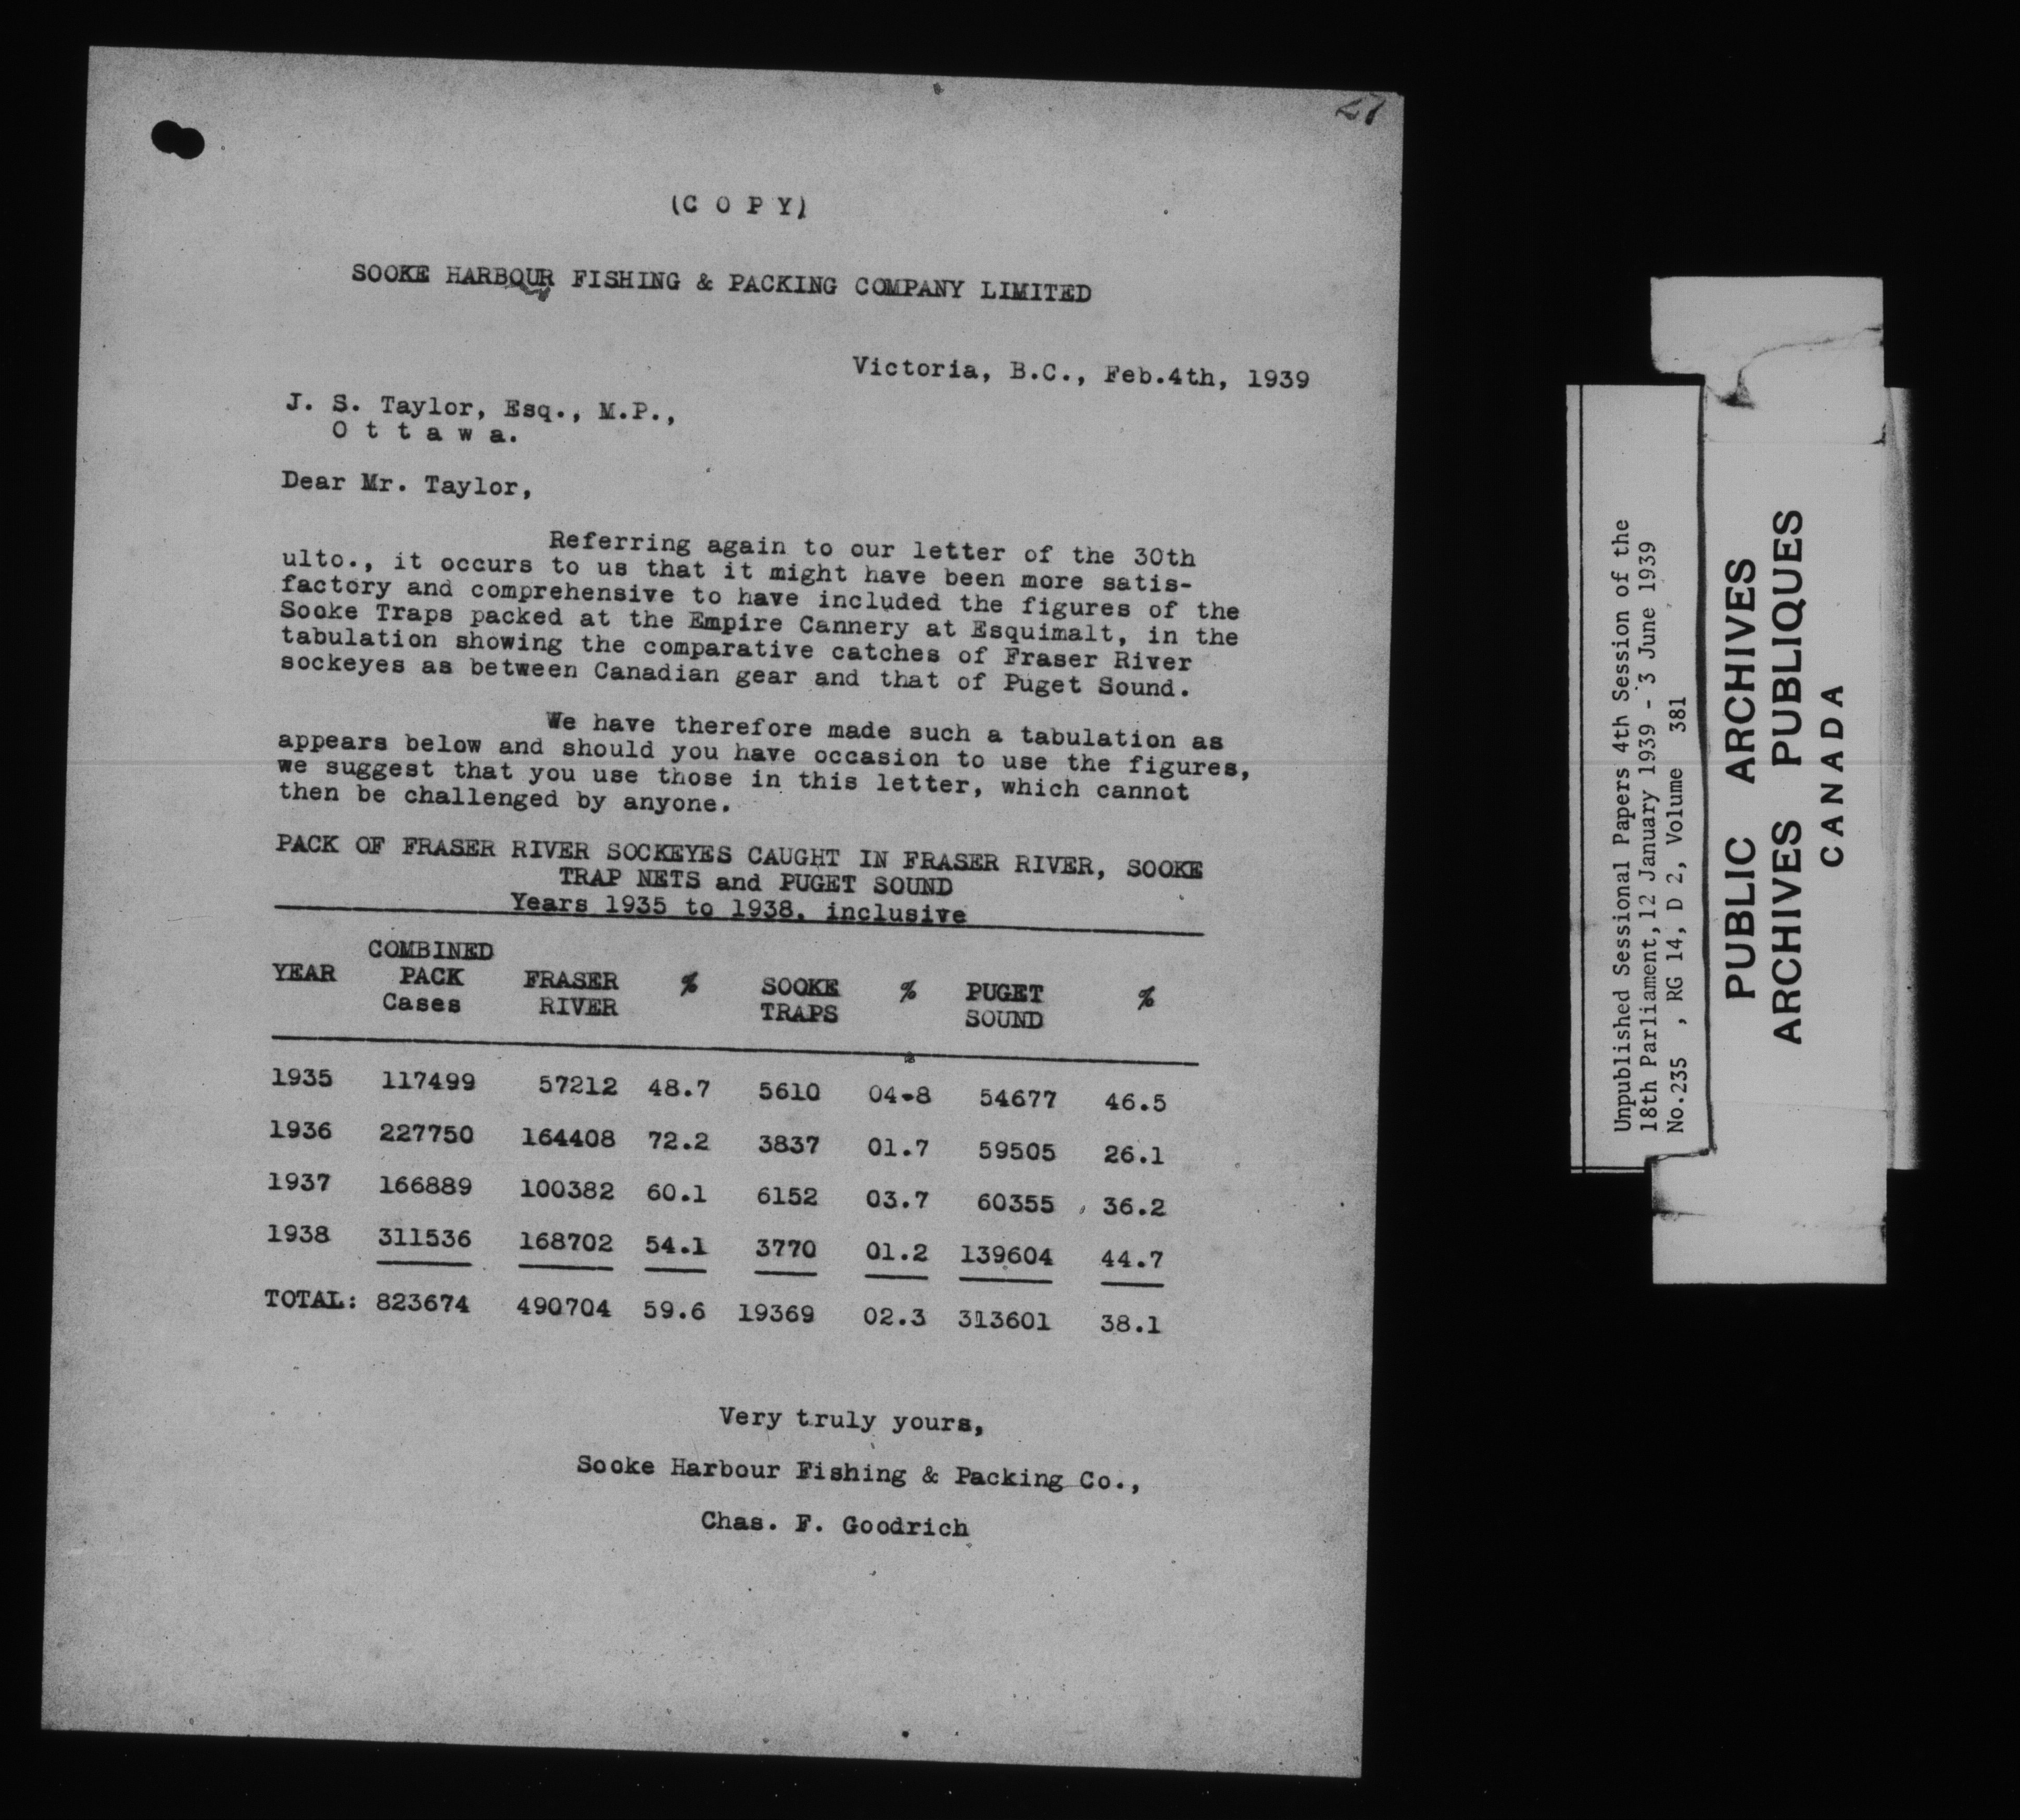 27
(C O P Y)
SOOKE HARBOUR FISHING & PACKING COMPANY LIMITED
Victoria, B.C., Feb.4th, 1939
J. S. Taylor, Esq., M.P.,
O t t a w a.
Dear Mr. Taylor,
Referring again to our letter of the 30th
ulto., it occurs to us that it might have been more satis-
factory and comprehensive to have included the figures of the
Sooke Traps packed at the Empire Cannery at Esquimalt, in the
tabulation showing the comparative catches of Fraser River
sockeyes as between Canadian gear and that of Puget Sound.
We have therefore made such a tabulation as
appears below and should you have occasion to use the figures,
we suggest that you use those in this letter, which cannot
then be challenged by anyone.
PACK OF FRASER RIVER SOCKEYES CAUGHT IN FRASER RIVER, SOOKE
TRAP NETS and PUGET SOUND
Years 1935 to 1938, inclusive
YEAR COMBINED PACK Cases FRASER RIVER % SOOKE TRAPS % PUGET SOUND %
1935 117499 57212 48.7 5610 04.8 54677 46.5
1936 227750 164408 72.2 3837 01.7 59505 26.1
1937 166889 100382 60.1 6152 03.7 60355 36.2
1938 311536 168702 54.1 3770 01.2 139604 44.7
TOTAL: 823674 490704 59.6 19369 02.3 313601 38.1
Very truly yours,
Sooke Harbour Fishing & Packing Co.,
Chas. F. Goodrich
Unpublished Sessional Papers 4th Session of the
18th Parliament, 12 January 1939 - 3 June 1939
No.235 , RG 14, D 2, Volume 381
PUBLIC ARCHIVES
ARCHIVES PUBLIQUES
CANADA